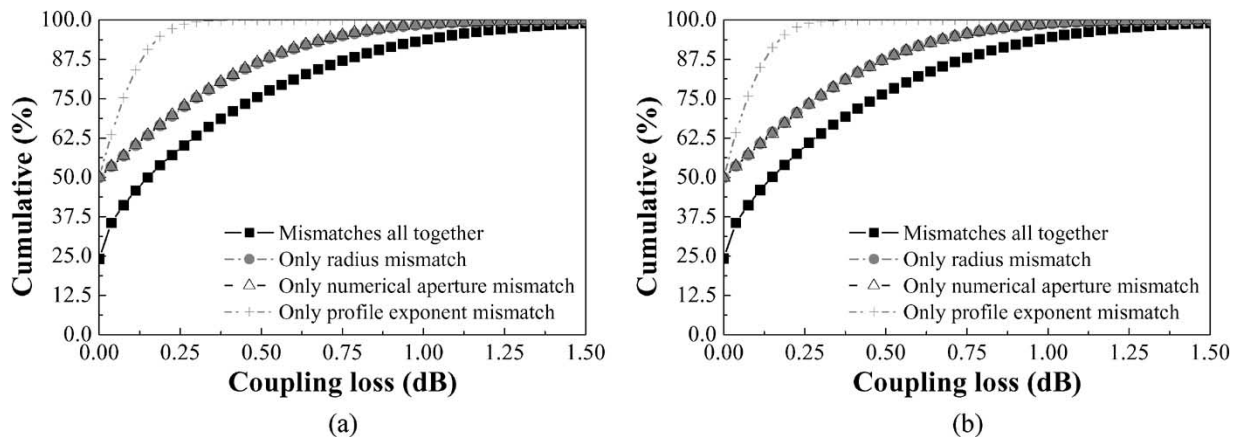 100.0
87.5
75.0
62.5
50.0
37.5
25.0
12.5
0.0
Cumulative (%)
Mismatches all together
Only radius mismatch
Only numerical aperture mismatch
Only profile exponent mismatch
0.00 0.25 0.50 0.75 1.00 1.25 1.50
Coupling loss (dB)
(a)
100.0
87.5
75.0
62.5
50.0
37.5
25.0
12.5
0.0
Cumulative (%)
Mismatches all together
Only radius mismatch
Only numerical aperture mismatch
Only profile exponent mismatch
0.00 0.25 0.50 0.75 1.00 1.25 1.50
Coupling loss (dB)
(b)